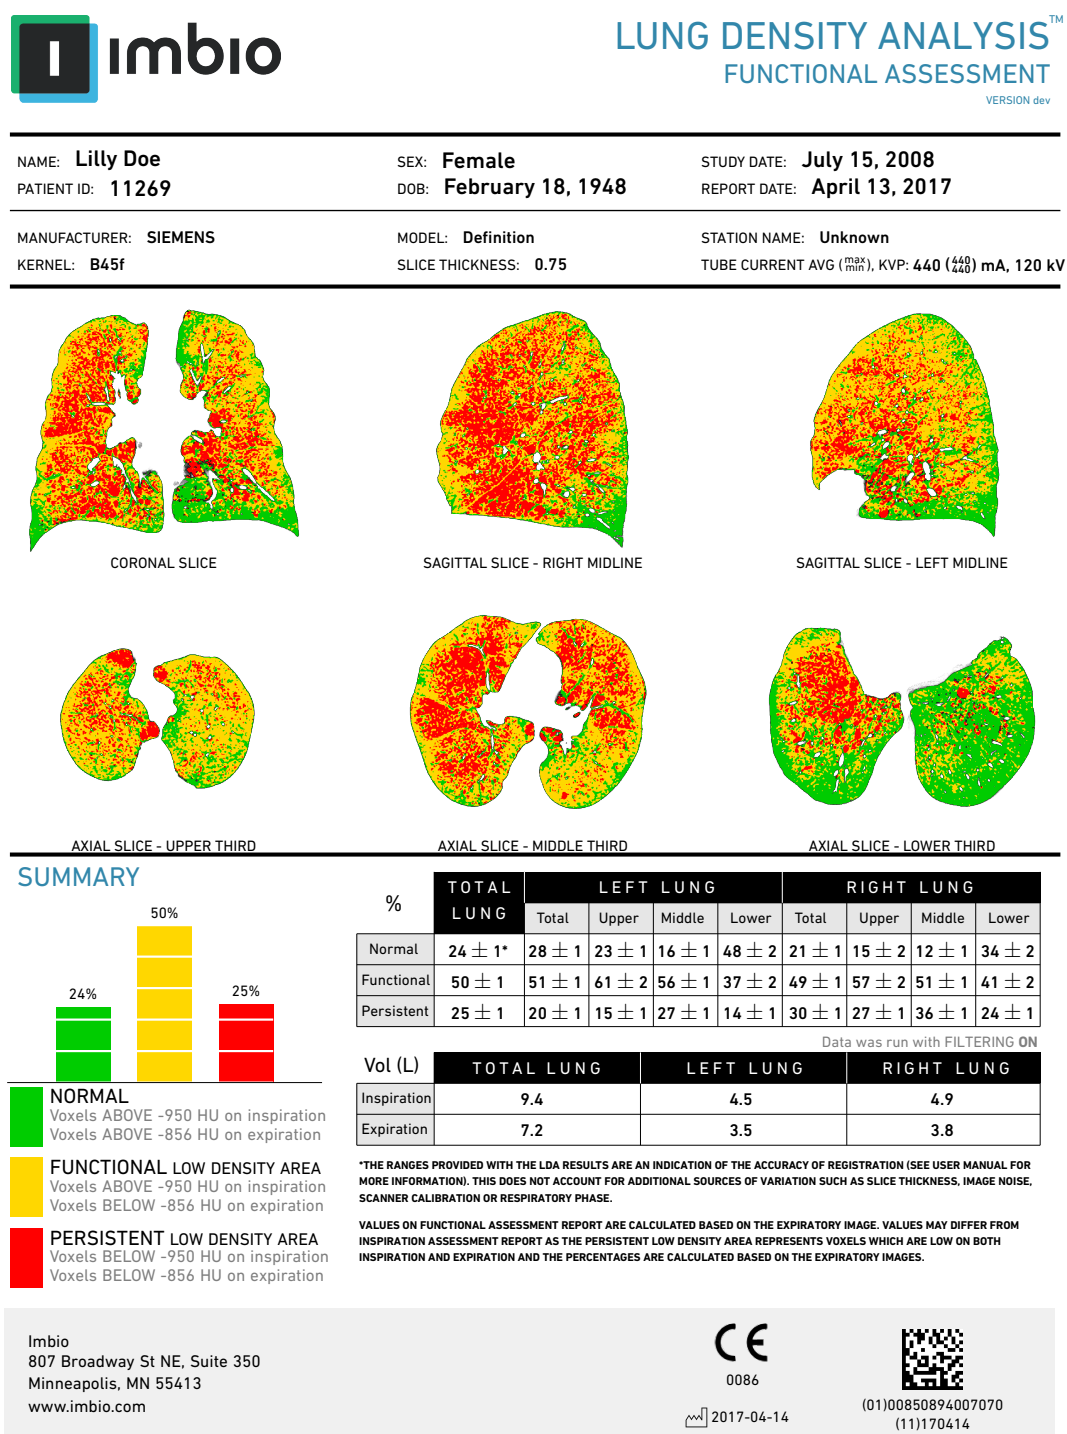 imbio
LUNG DENSITY ANALYSIS™
FUNCTIONAL ASSESSMENT
VERSION dev
NAME: Lilly Doe SEX: Female STUDY DATE: July 15, 2008
PATIENT ID: 11269 DOB: February 18, 1948 REPORT DATE: April 13, 2017
MANUFACTURER: SIEMENS MODEL: Definition STATION NAME: Unknown
KERNEL: B45f SLICE THICKNESS: 0.75 TUBE CURRENT AVG (max min), KVP: 440 (440 440) mA, 120 kV
CORONAL SLICE SAGITTAL SLICE - RIGHT MIDLINE SAGITTAL SLICE - LEFT MIDLINE
AXIAL SLICE - UPPER THIRD AXIAL SLICE - MIDDLE THIRD AXIAL SLICE - LOWER THIRD
SUMMARY
24% 50% 25%
NORMAL
Voxels ABOVE -950 HU on inspiration
Voxels ABOVE -856 HU on expiration
FUNCTIONAL LOW DENSITY AREA
Voxels ABOVE -950 HU on inspiration
Voxels BELOW -856 HU on expiration
PERSISTENT LOW DENSITY AREA
Voxels BELOW -950 HU on inspiration
Voxels BELOW -856 HU on expiration
% TOTAL LUNG LEFT LUNG RIGHT LUNG
Total Upper Middle Lower Total Upper Middle Lower
Normal 24 ± 1* 28 ± 1 23 ± 1 16 ± 1 48 ± 2 21 ± 1 15 ± 2 12 ± 1 34 ± 2
Functional 50 ± 1 51 ± 1 61 ± 2 56 ± 1 37 ± 2 49 ± 1 57 ± 2 51 ± 1 41 ± 2
Persistent 25 ± 1 20 ± 1 15 ± 1 27 ± 1 14 ± 1 30 ± 1 27 ± 1 36 ± 1 24 ± 1
Data was run with FILTERING ON
Vol (L) TOTAL LUNG LEFT LUNG RIGHT LUNG
Inspiration 9.4 4.5 4.9
Expiration 7.2 3.5 3.8
*THE RANGES PROVIDED WITH THE LDA RESULTS ARE AN INDICATION OF THE ACCURACY OF REGISTRATION (SEE USER MANUAL FOR
MORE INFORMATION). THIS DOES NOT ACCOUNT FOR ADDITIONAL SOURCES OF VARIATION SUCH AS SLICE THICKNESS, IMAGE NOISE,
SCANNER CALIBRATION OR RESPIRATORY PHASE.
VALUES ON FUNCTIONAL ASSESSMENT REPORT ARE CALCULATED BASED ON THE EXPIRATORY IMAGE. VALUES MAY DIFFER FROM
INSPIRATION ASSESSMENT REPORT AS THE PERSISTENT LOW DENSITY AREA REPRESENTS VOXELS WHICH ARE LOW ON BOTH
INSPIRATION AND EXPIRATION AND THE PERCENTAGES ARE CALCULATED BASED ON THE EXPIRATORY IMAGES.
Imbio
807 Broadway St NE, Suite 350
Minneapolis, MN 55413
www.imbio.com
CE
0086
2017-04-14
(01)00850894007070
(11)170414